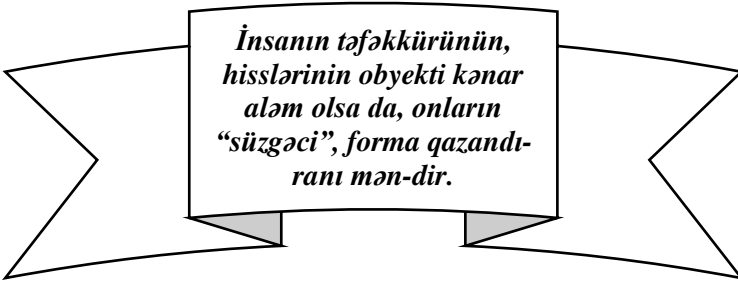 İnsanın təfəkkürünün,
hisslərinin obyekti kənar
aləm olsa da, onların
“süzgəci”, forma qazandı-
ranı mən-dir.